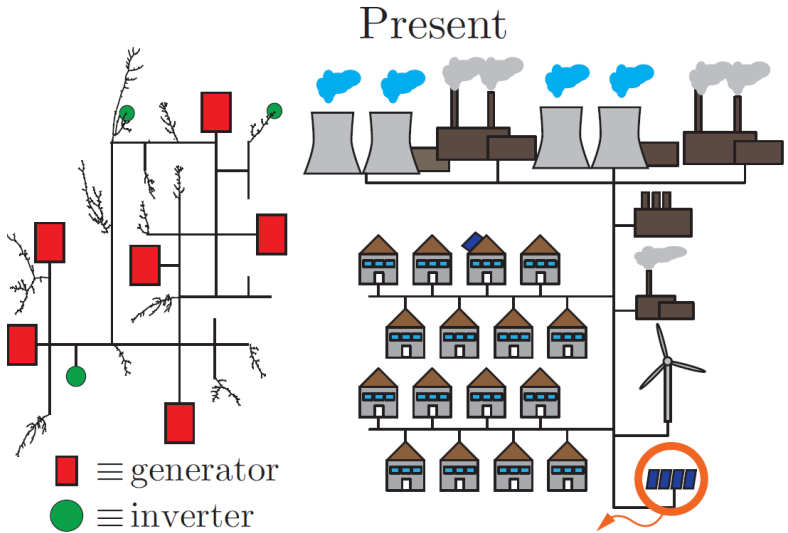 Present
≡ generator
≡ inverter